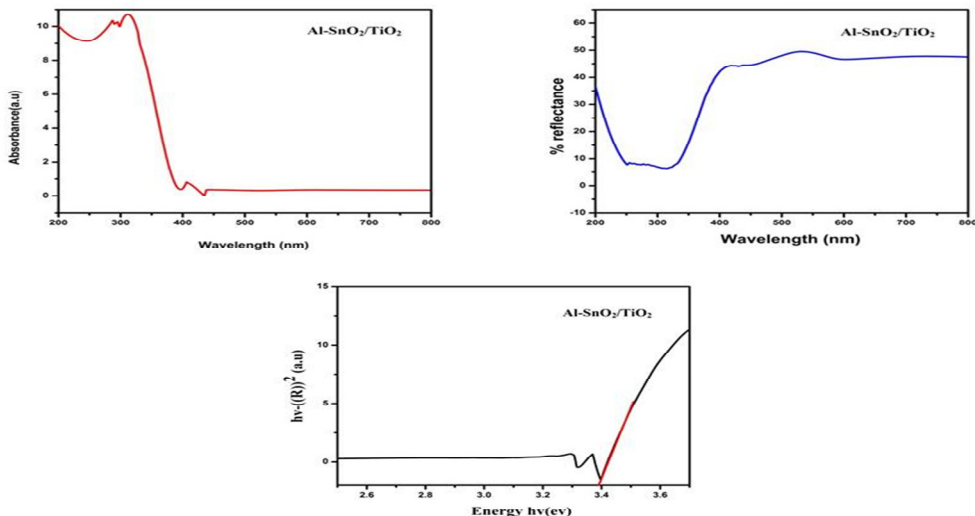 Al-SnO₂/TiO₂
Absorbance(a.u)
10
8
6
4
2
0
200 300 400 500 600 700 800
Wavelength (nm)
Al-SnO₂/TiO₂
% reflectance
60
50
40
30
20
10
0
-10
200 300 400 500 600 700 800
Wavelength (nm)
Al-SnO₂/TiO₂
hv-((R))² (a.u)
15
10
5
0
2.6 2.8 3.0 3.2 3.4 3.6
Energy hv(ev)